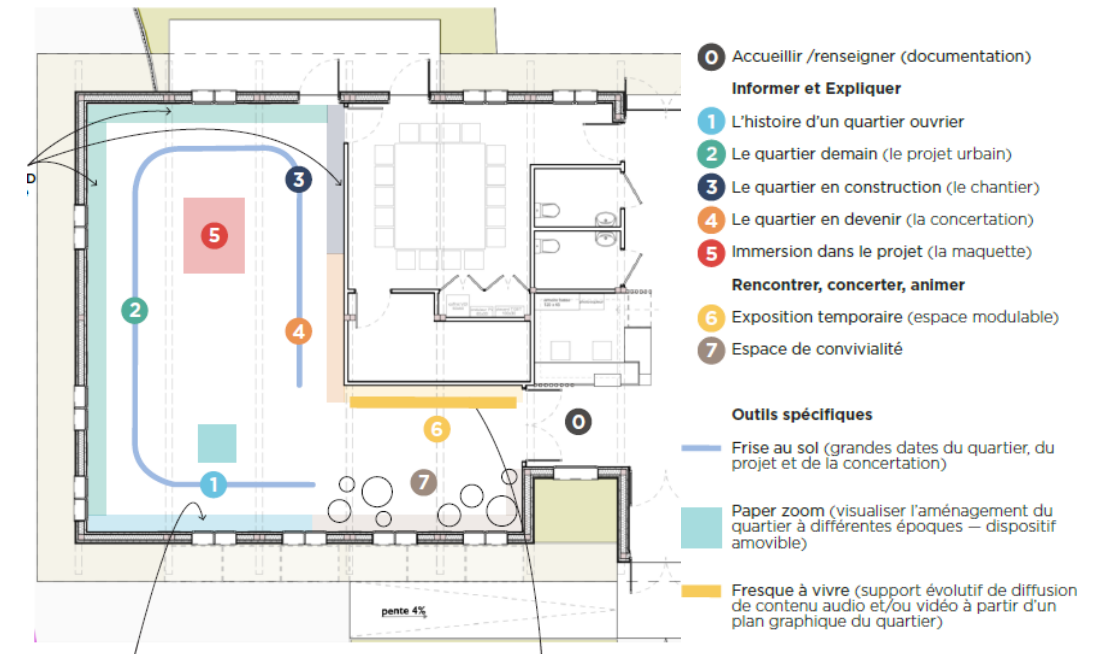 0 Accueillir /renseigner (documentation)
Informer et Expliquer
1 L'histoire d'un quartier ouvrier
2 Le quartier demain (le projet urbain)
3 Le quartier en construction (le chantier)
4 Le quartier en devenir (la concertation)
5 Immersion dans le projet (la maquette)
Rencontrer, concerter, animer
6 Exposition temporaire (espace modulable)
7 Espace de convivialité
Outils spécifiques
Frise au sol (grandes dates du quartier, du
projet et de la concertation)
Paper zoom (visualiser l'aménagement du
quartier à différentes époques — dispositif
amovible)
Fresque à vivre (support évolutif de diffusion
de contenu audio et/ou vidéo à partir d'un
plan graphique du quartier)
D
3
5
2
4
6
0
7
1
pente 4%